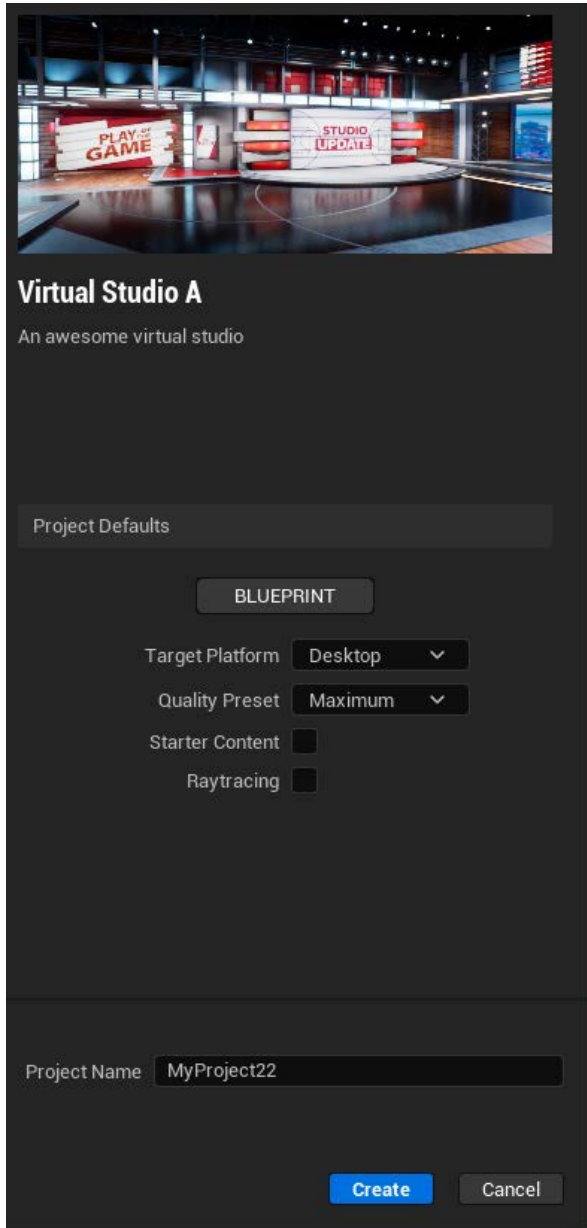 PLAY OF THE
GAME
STUDIO
UPDATE
Virtual Studio A
An awesome virtual studio
Project Defaults
BLUEPRINT
Target Platform Desktop
Quality Preset Maximum
Starter Content
Raytracing
Project Name MyProject22
Create Cancel